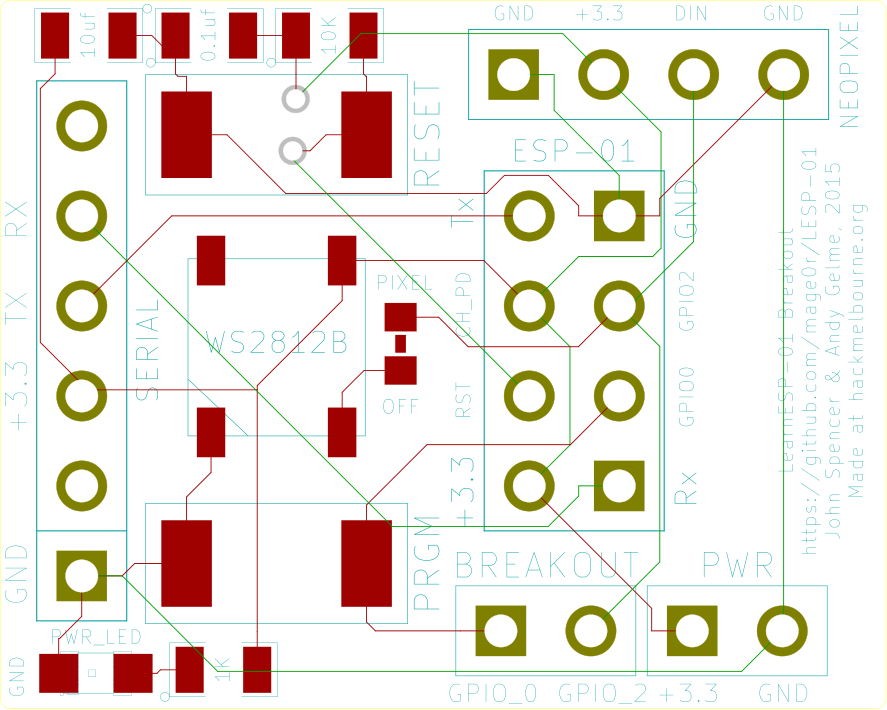 GND
+3.3
DIN
GND
10uf
0.1uf
10K
NEOPIXEL
RESET
ESP-01
RX
Tx
GND
TX
PIXEL
CH_PD
GPIO2
WS2812B
SERIAL
+3.3
OFF
RST
GPIO0
+3.3
Rx
LearnESP-01 Breakout
https://github.com/mage0r/LESP-01
John Spencer & Andy Gelme, 2015
Made at hackmelbourne.org
GND
PRGM
BREAKOUT
PWR
PWR_LED
GND
1K
GPIO_0
GPIO_2
+3.3
GND